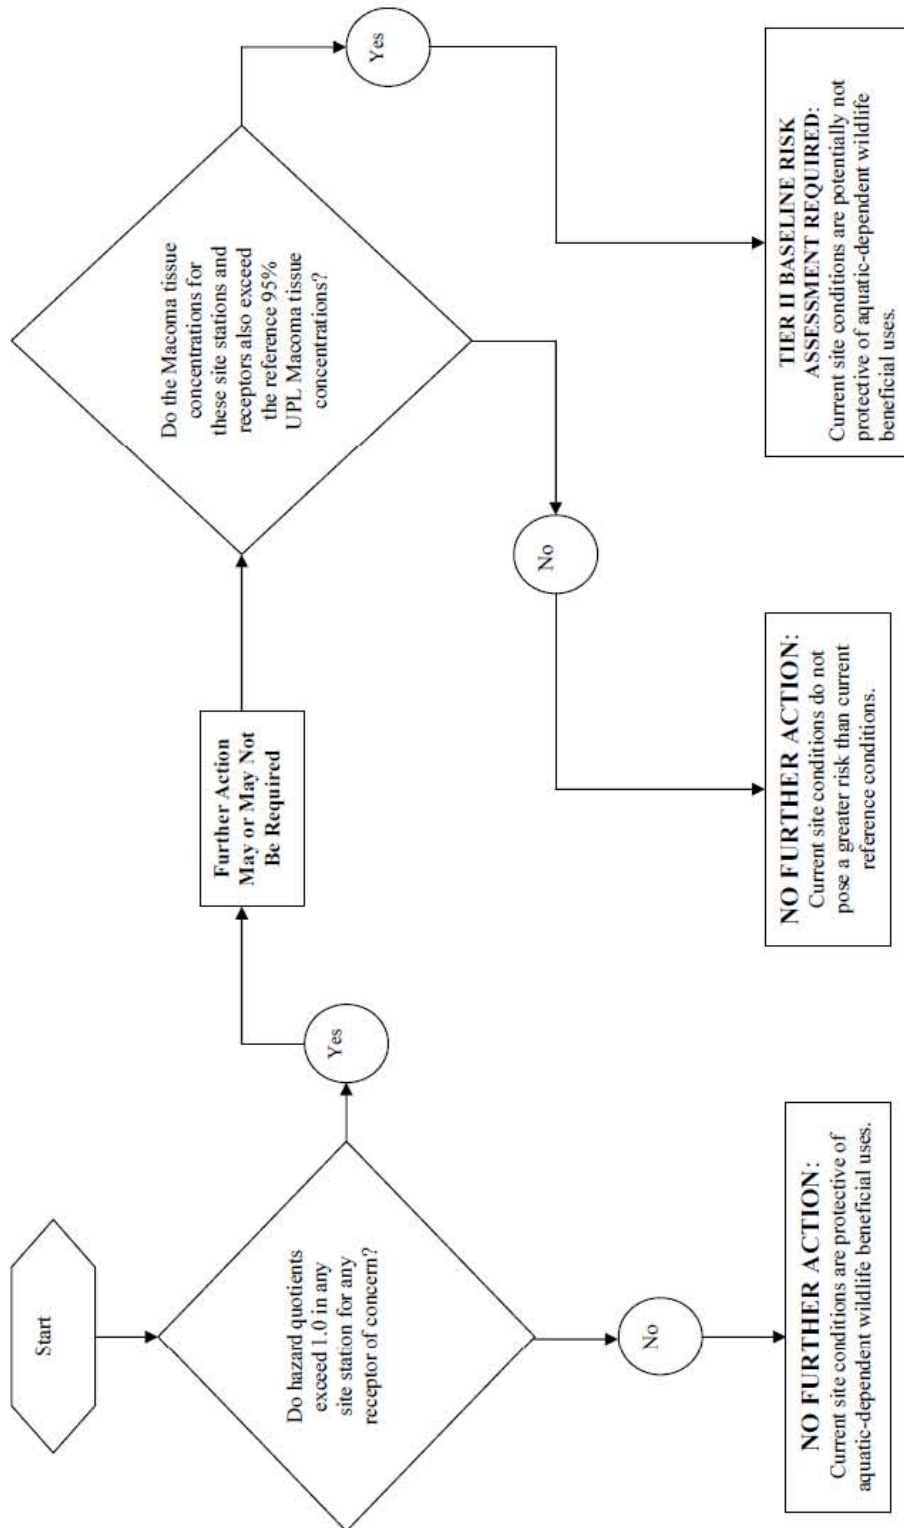 Start
Do hazard quotients
exceed 1.0 in any
site station for any
receptor of concern?
Yes
No
NO FURTHER ACTION:
Current site conditions are protective of
aquatic-dependent wildlife beneficial uses.
Further Action
May or May Not
Be Required
Do the Macoma tissue
concentrations for
these site stations and
receptors also exceed
the reference 95%
UPL Macoma tissue
concentrations?
No
NO FURTHER ACTION:
Current site conditions do not
pose a greater risk than current
reference conditions.
Yes
TIER II BASELINE RISK
ASSESSMENT REQUIRED:
Current site conditions are potentially not
protective of aquatic-dependent wildlife
beneficial uses.